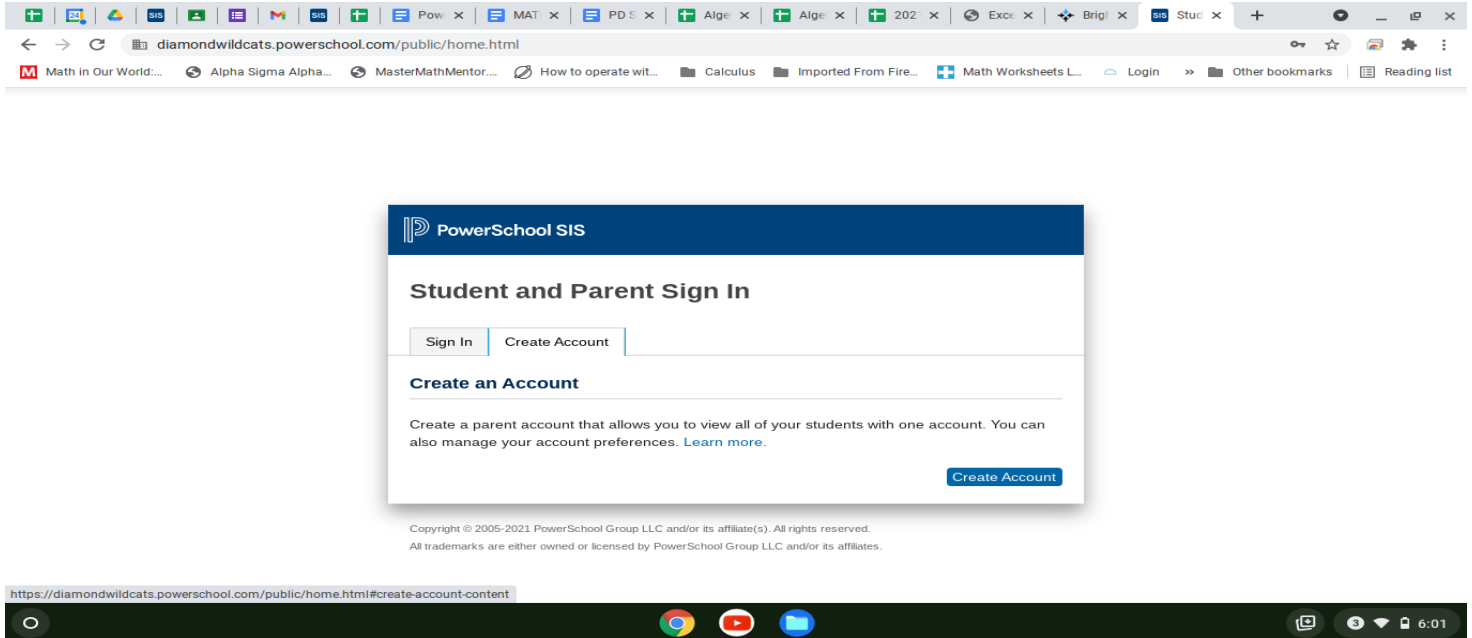 24 SIS SIS Pow MAT PD S Alge Alge 202 Exce Brigl SIS Stud
diamondwildcats.powerschool.com/public/home.html
M Math in Our World:... Alpha Sigma Alpha... MasterMathMentor.... How to operate wit... Calculus Imported From Fire... Math Worksheets L... Login » Other bookmarks Reading list
PowerSchool SIS
Student and Parent Sign In
Sign In Create Account
Create an Account
Create a parent account that allows you to view all of your students with one account. You can
also manage your account preferences. Learn more.
Create Account
Copyright © 2005-2021 PowerSchool Group LLC and/or its affiliate(s). All rights reserved.
All trademarks are either owned or licensed by PowerSchool Group LLC and/or its affiliates.
https://diamondwildcats.powerschool.com/public/home.html#create-account-content
3 6:01